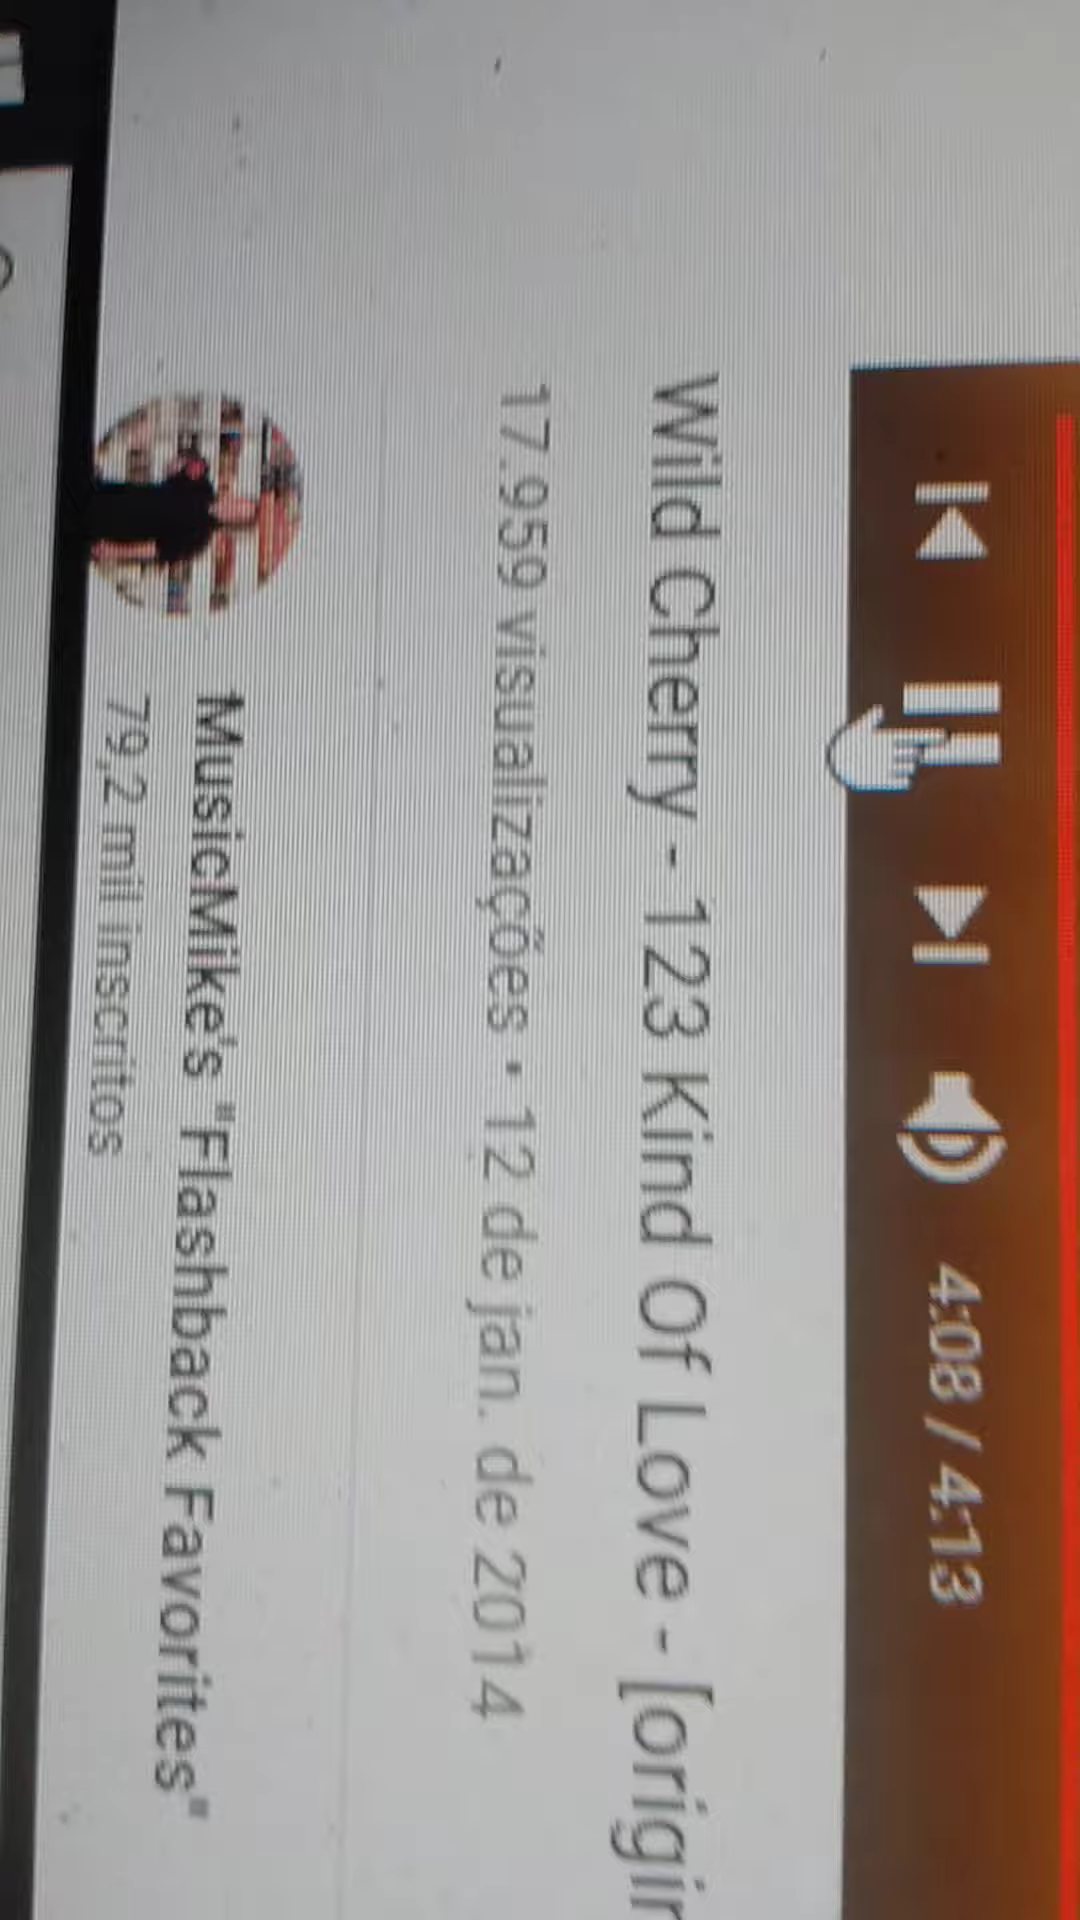 4:08 / 4:13
Wild Cherry - 123 Kind Of Love - [origin
17.959 visualizações • 12 de jan. de 2014
MusicMike's "Flashback Favorites"
79,2 mil inscritos